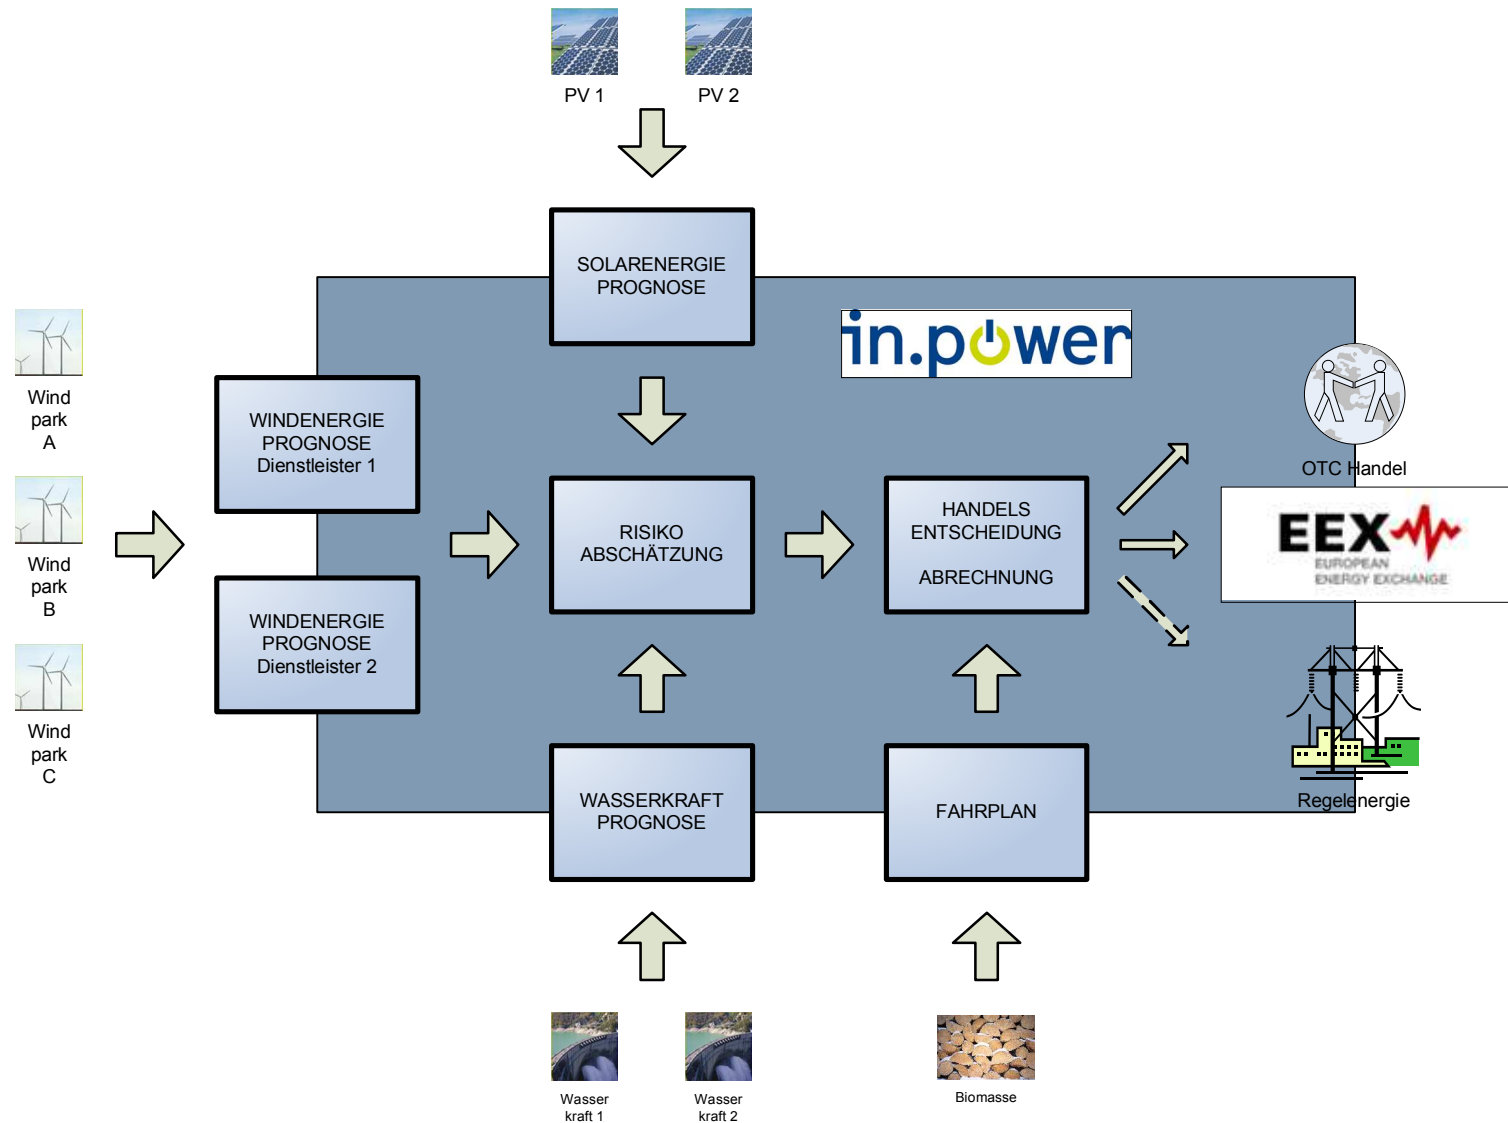 PV 1
PV 2
SOLARENERGIE
PROGNOSE
in.power
Wind
park
A
WINDENERGIE
PROGNOSE
Dienstleister 1
OTC Handel
Wind
park
B
RISIKO
ABSCHÄTZUNG
HANDELS
ENTSCHEIDUNG
ABRECHNUNG
EEX
EUROPEAN
ENERGY EXCHANGE
WINDENERGIE
PROGNOSE
Dienstleister 2
Wind
park
C
WASSERKRAFT
PROGNOSE
FAHRPLAN
Regelenergie
Wasser
kraft 1
Wasser
kraft 2
Biomasse